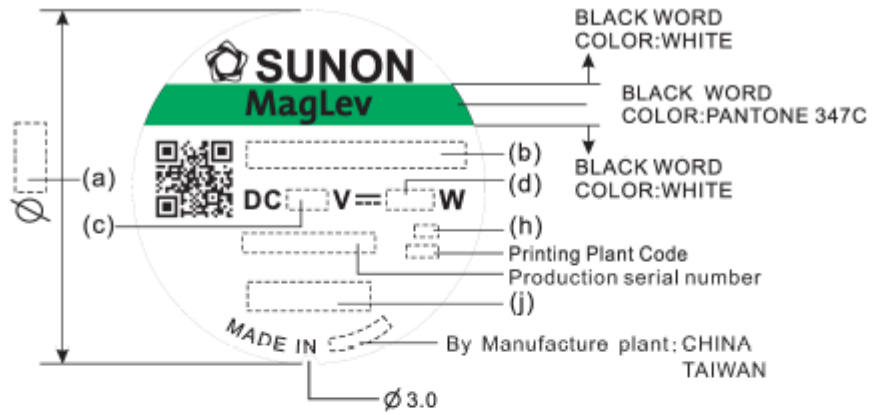 BLACK WORD
COLOR:WHITE
SUNON
MagLev
BLACK WORD
COLOR:PANTONE 347C
(a)
(b)
BLACK WORD
COLOR:WHITE
DC V W
(d)
Ø
(c)
(h)
Printing Plant Code
Production serial number
(j)
MADE IN
By Manufacture plant: CHINA
TAIWAN
Ø 3.0